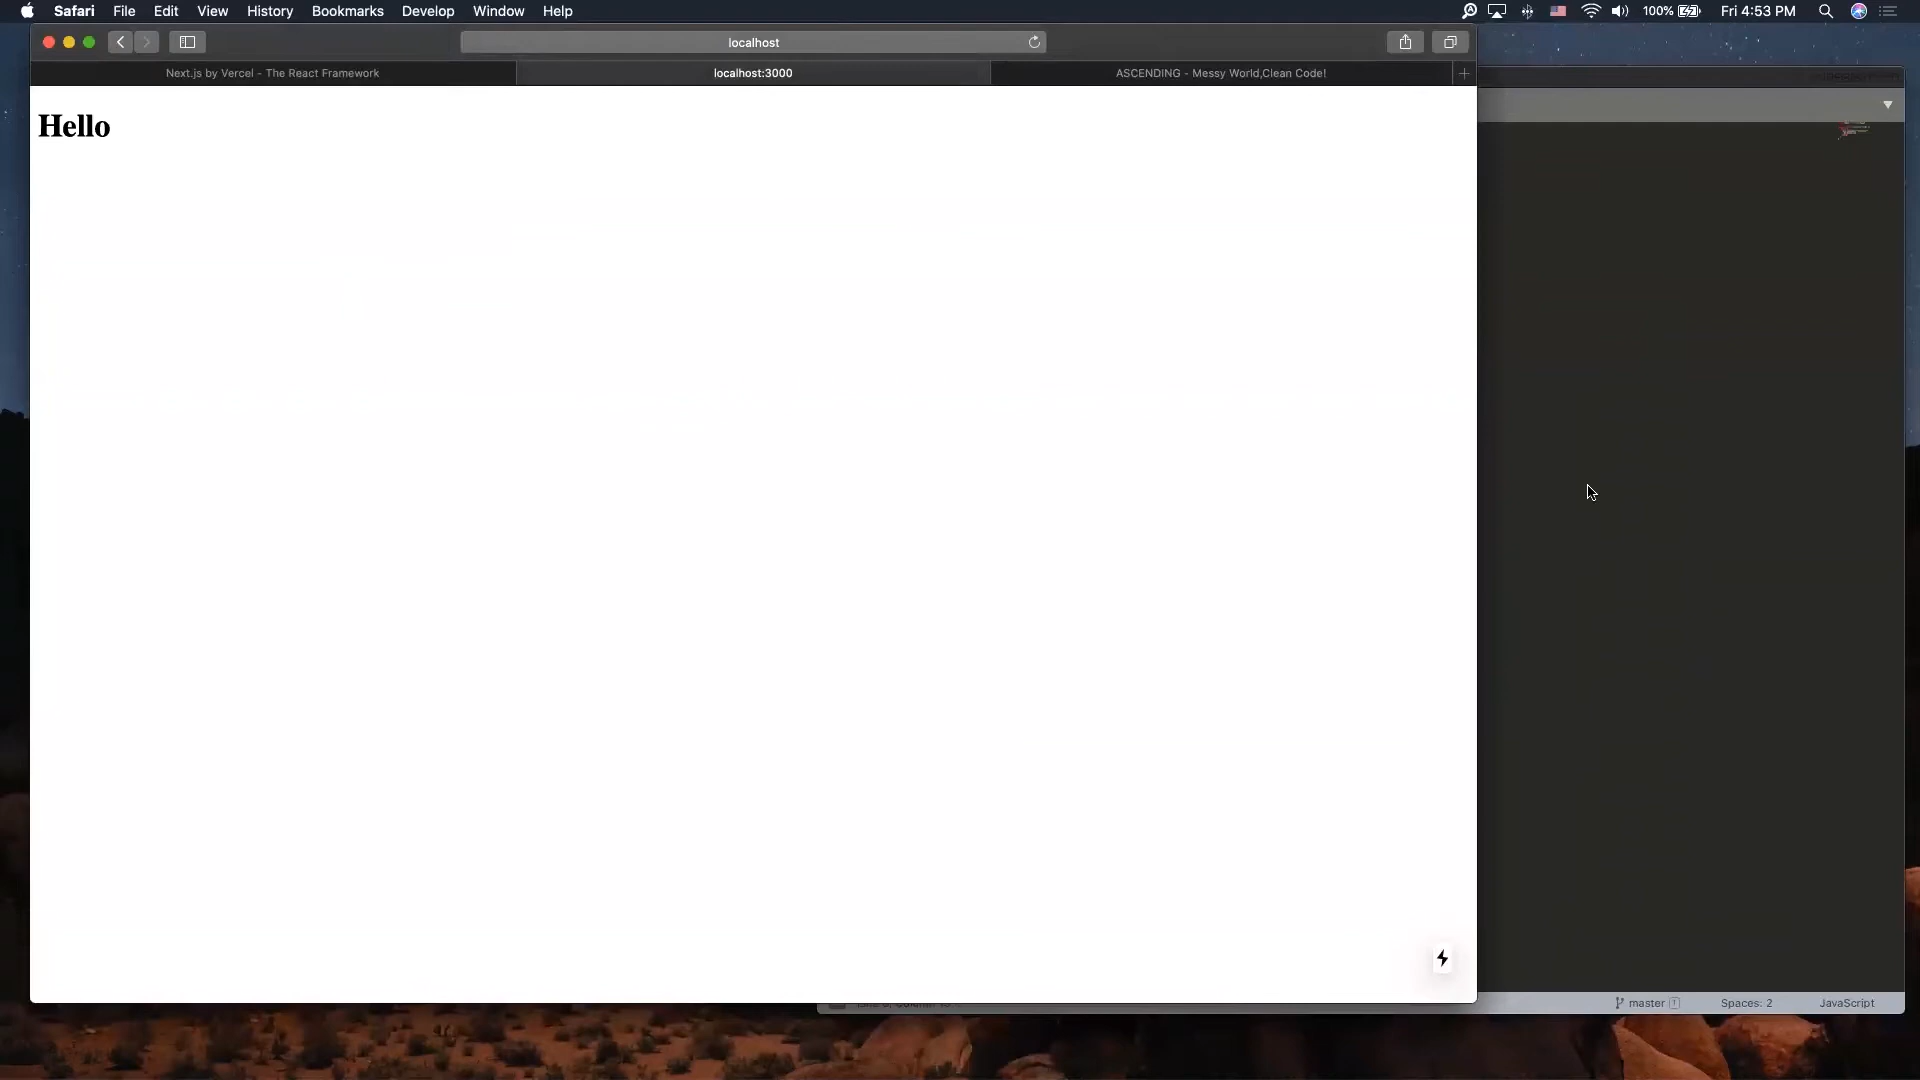 Safari File Edit View History Bookmarks Develop Window Help 100% Fri 4:53 PM
localhost
Next.js by Vercel - The React Framework localhost:3000 ASCENDING - Messy World,Clean Code!
Hello
master 1 Spaces: 2 JavaScript